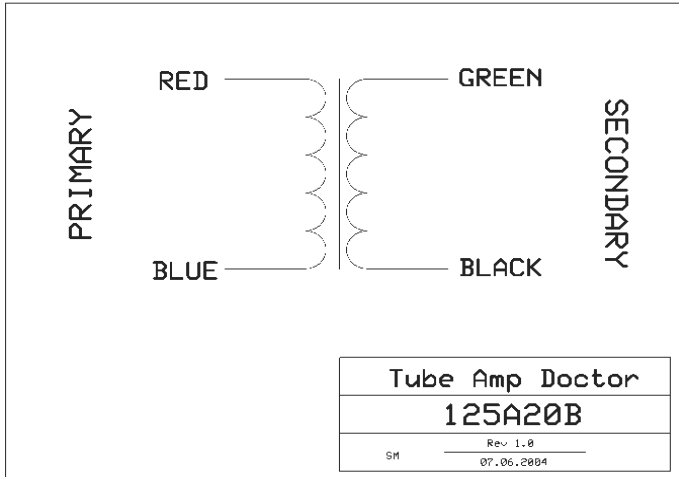 RED
GREEN
PRIMARY
SECONDARY
BLUE
BLACK
Tube Amp Doctor
125A20B
SM
Rev 1.0
07.06.2004